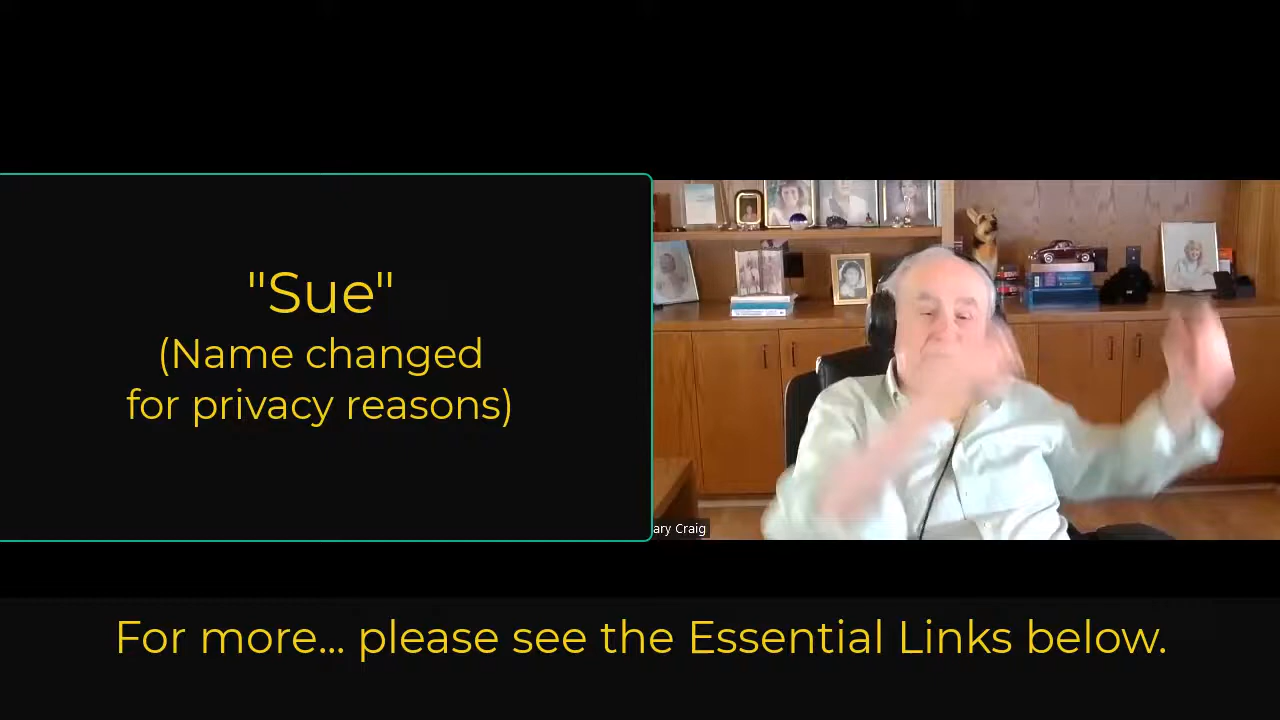 "Sue"
(Name changed
for privacy reasons)
ary Craig
For more... please see the Essential Links below.